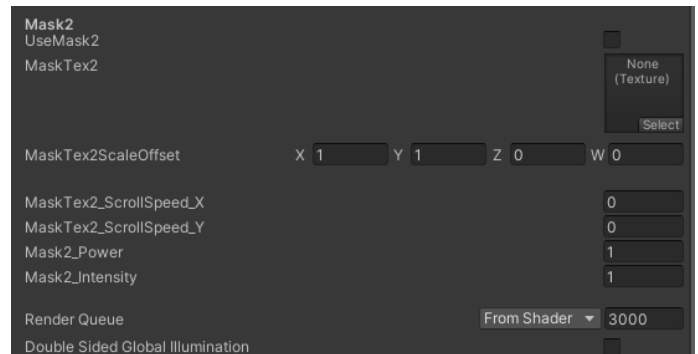 Mask2
UseMask2
MaskTex2
None
(Texture)
Select
MaskTex2ScaleOffset X 1 Y 1 Z 0 W 0
MaskTex2_ScrollSpeed_X 0
MaskTex2_ScrollSpeed_Y 0
Mask2_Power 1
Mask2_Intensity 1
Render Queue From Shader 3000
Double Sided Global Illumination